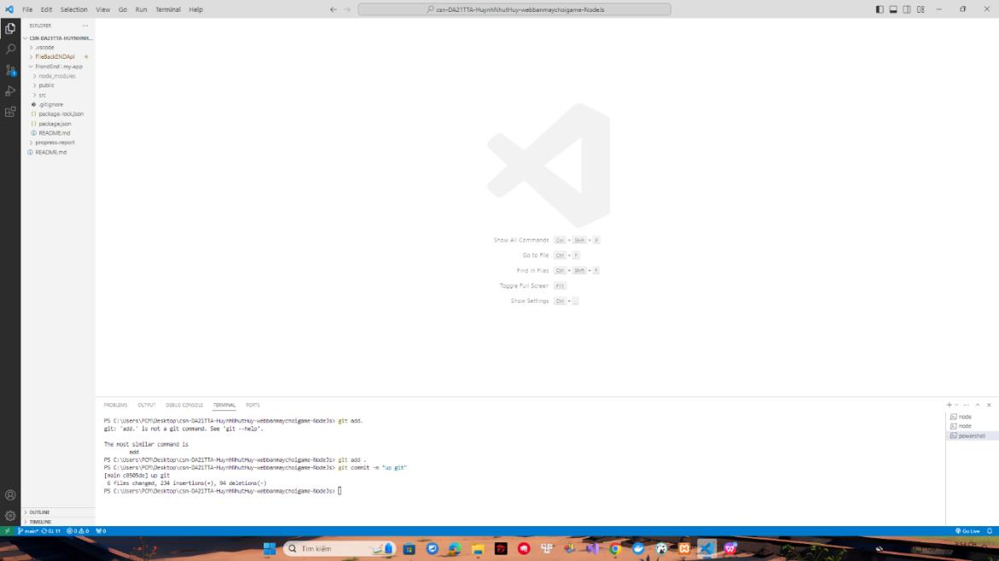 File Edit Selection View Go Run Terminal Help
csn-DA21TTA-HuynhNhutHuy-webbanmaychoigame-NodeJs
EXPLORER
CSN-DA21TTA-HUYNHNH...
.vscode
FileBackENDApi
FrondEnd\my-app
node_modules
public
src
.gitignore
package-lock.json
package.json
README.md
propress-report
README.md
Show All Commands Ctrl + Shift + P
Go to File Ctrl + P
Find in Files Ctrl + Shift + F
Toggle Full Screen F11
Show Settings Ctrl + ,
PROBLEMS OUTPUT DEBUG CONSOLE TERMINAL PORTS
PS C:\Users\PCM\Desktop\csn-DA21TTA-HuynhNhutHuy-webbanmaychoigame-NodeJs> git add.
git: 'add.' is not a git command. See 'git --help'.
The most similar command is
add
PS C:\Users\PCM\Desktop\csn-DA21TTA-HuynhNhutHuy-webbanmaychoigame-NodeJs> git add .
PS C:\Users\PCM\Desktop\csn-DA21TTA-HuynhNhutHuy-webbanmaychoigame-NodeJs> git commit -m "up git"
[main c0505de] up git
6 files changed, 234 insertions(+), 94 deletions(-)
PS C:\Users\PCM\Desktop\csn-DA21TTA-HuynhNhutHuy-webbanmaychoigame-NodeJs>
node
node
powershell
OUTLINE
TIMELINE
main* 0↓ 1↑ 0 0 0 Go Live
Tìm kiếm